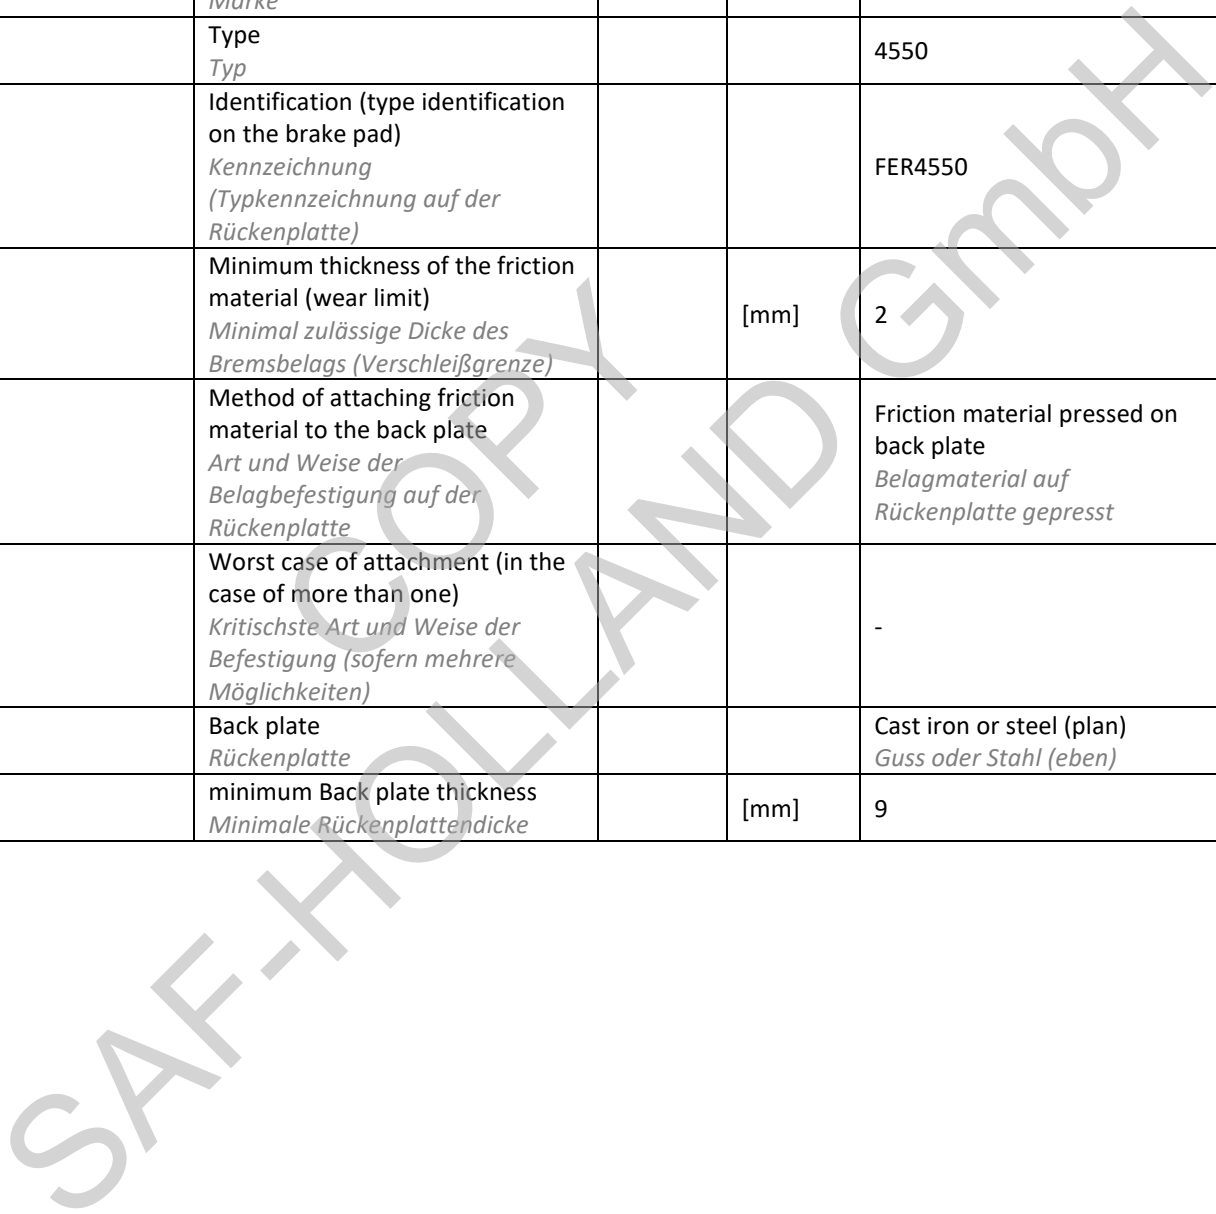 Marke
Type
Typ
4550
Identification (type identification
on the brake pad)
Kennzeichnung
(Typkennzeichnung auf der
Rückenplatte)
FER4550
Minimum thickness of the friction
material (wear limit)
Minimal zulässige Dicke des
Bremsbelags (Verschleißgrenze)
[mm]
2
Method of attaching friction
material to the back plate
Art und Weise der
Belagbefestigung auf der
Rückenplatte
Friction material pressed on
back plate
Belagmaterial auf
Rückenplatte gepresst
Worst case of attachment (in the
case of more than one)
Kritischste Art und Weise der
Befestigung (sofern mehrere
Möglichkeiten)
-
Back plate
Rückenplatte
Cast iron or steel (plan)
Guss oder Stahl (eben)
minimum Back plate thickness
Minimale Rückenplattendicke
[mm]
9
COPY
SAF-HOLLAND GmbH